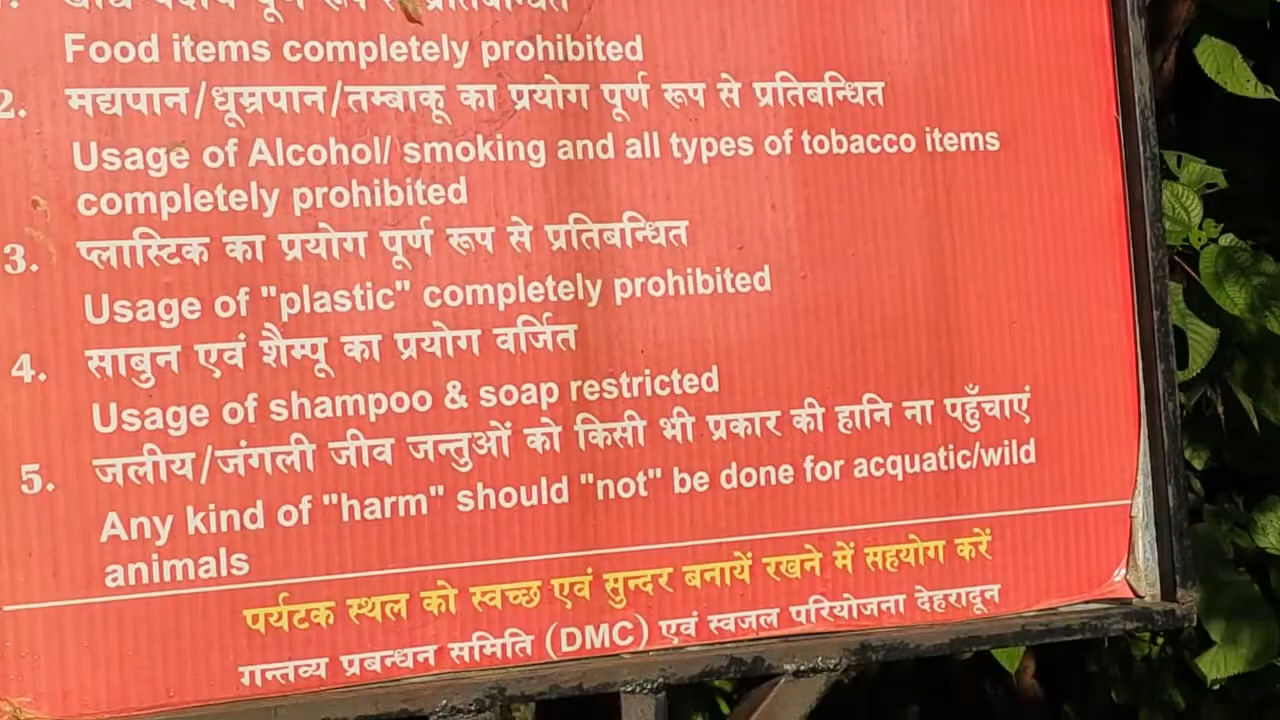 खाद्य पदार्थ पूर्ण रूप से प्रतिबन्धित
Food items completely prohibited
2. मद्यपान/धूम्रपान/तम्बाकू का प्रयोग पूर्ण रूप से प्रतिबन्धित
Usage of Alcohol/ smoking and all types of tobacco items
completely prohibited
3. प्लास्टिक का प्रयोग पूर्ण रूप से प्रतिबन्धित
Usage of "plastic" completely prohibited
4. साबुन एवं शैम्पू का प्रयोग वर्जित
Usage of shampoo & soap restricted
5. जलीय/जंगली जीव जन्तुओं को किसी भी प्रकार की हानि ना पहुँचाएं
Any kind of "harm" should "not" be done for acquatic/wild
animals
पर्यटक स्थल को स्वच्छ एवं सुन्दर बनायें रखने में सहयोग करें
गन्तव्य प्रबन्धन समिति (DMC) एवं स्वजल परियोजना देहरादून